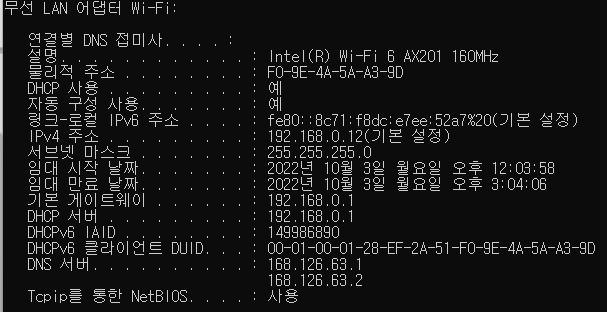 무선 LAN 어댑터 Wi-Fi:
연결별 DNS 접미사. . . . :
설명. . . . . . . . . . . . : Intel(R) Wi-Fi 6 AX201 160MHz
물리적 주소 . . . . . . . . : F0-9E-4A-5A-A3-9D
DHCP 사용 . . . . . . . . . : 예
자동 구성 사용. . . . . . . : 예
링크-로컬 IPv6 주소 . . . . : fe80::8c71:f8dc:e7ee:52a7%20(기본 설정)
IPv4 주소 . . . . . . . . . : 192.168.0.12(기본 설정)
서브넷 마스크 . . . . . . . : 255.255.255.0
임대 시작 날짜. . . . . . . : 2022년 10월 3일 월요일 오후 12:03:58
임대 만료 날짜. . . . . . . : 2022년 10월 3일 월요일 오후 3:04:06
기본 게이트웨이 . . . . . . : 192.168.0.1
DHCP 서버 . . . . . . . . . : 192.168.0.1
DHCPv6 IAID . . . . . . . . : 149986890
DHCPv6 클라이언트 DUID. . . : 00-01-00-01-28-EF-2A-51-F0-9E-4A-5A-A3-9D
DNS 서버. . . . . . . . . . : 168.126.63.1
168.126.63.2
Tcpip를 통한 NetBIOS. . . . : 사용